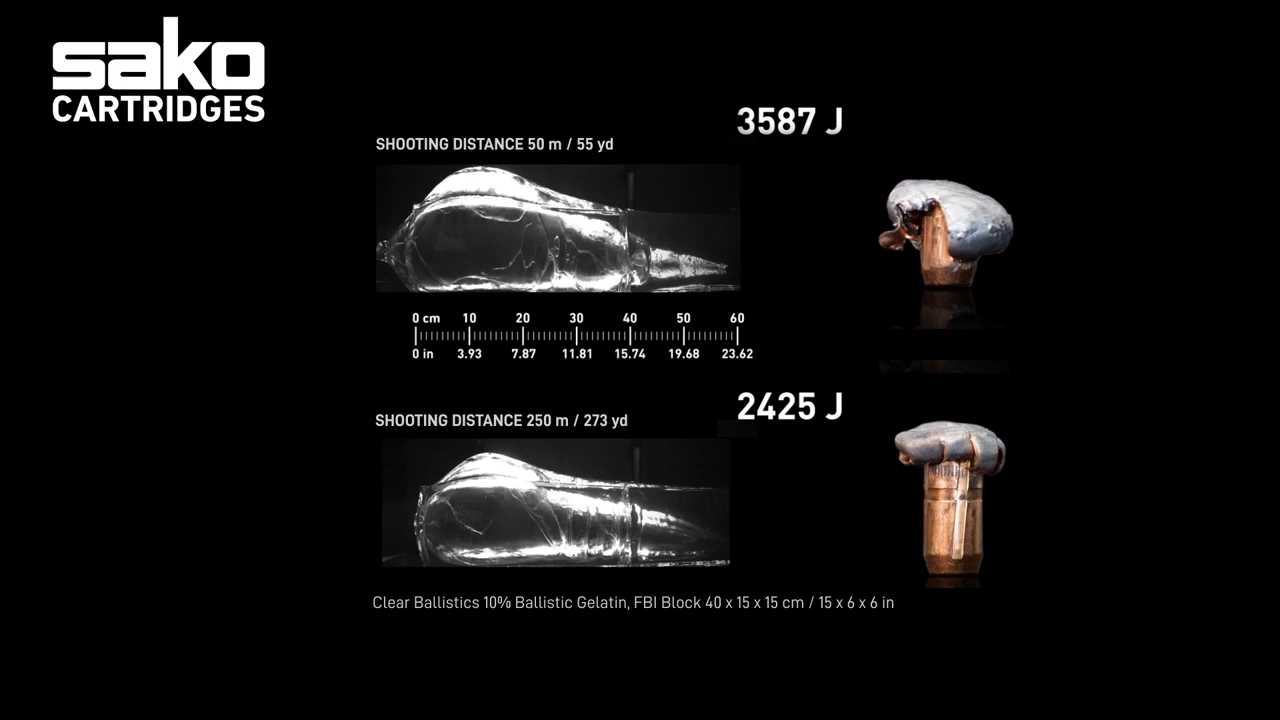 sako
CARTRIDGES
3587 J
SHOOTING DISTANCE 50 m / 55 yd
0 cm 10 20 30 40 50 60
0 in 3.93 7.87 11.81 15.74 19.68 23.62
2425 J
SHOOTING DISTANCE 250 m / 273 yd
Clear Ballistics 10% Ballistic Gelatin, FBI Block 40 x 15 x 15 cm / 15 x 6 x 6 in